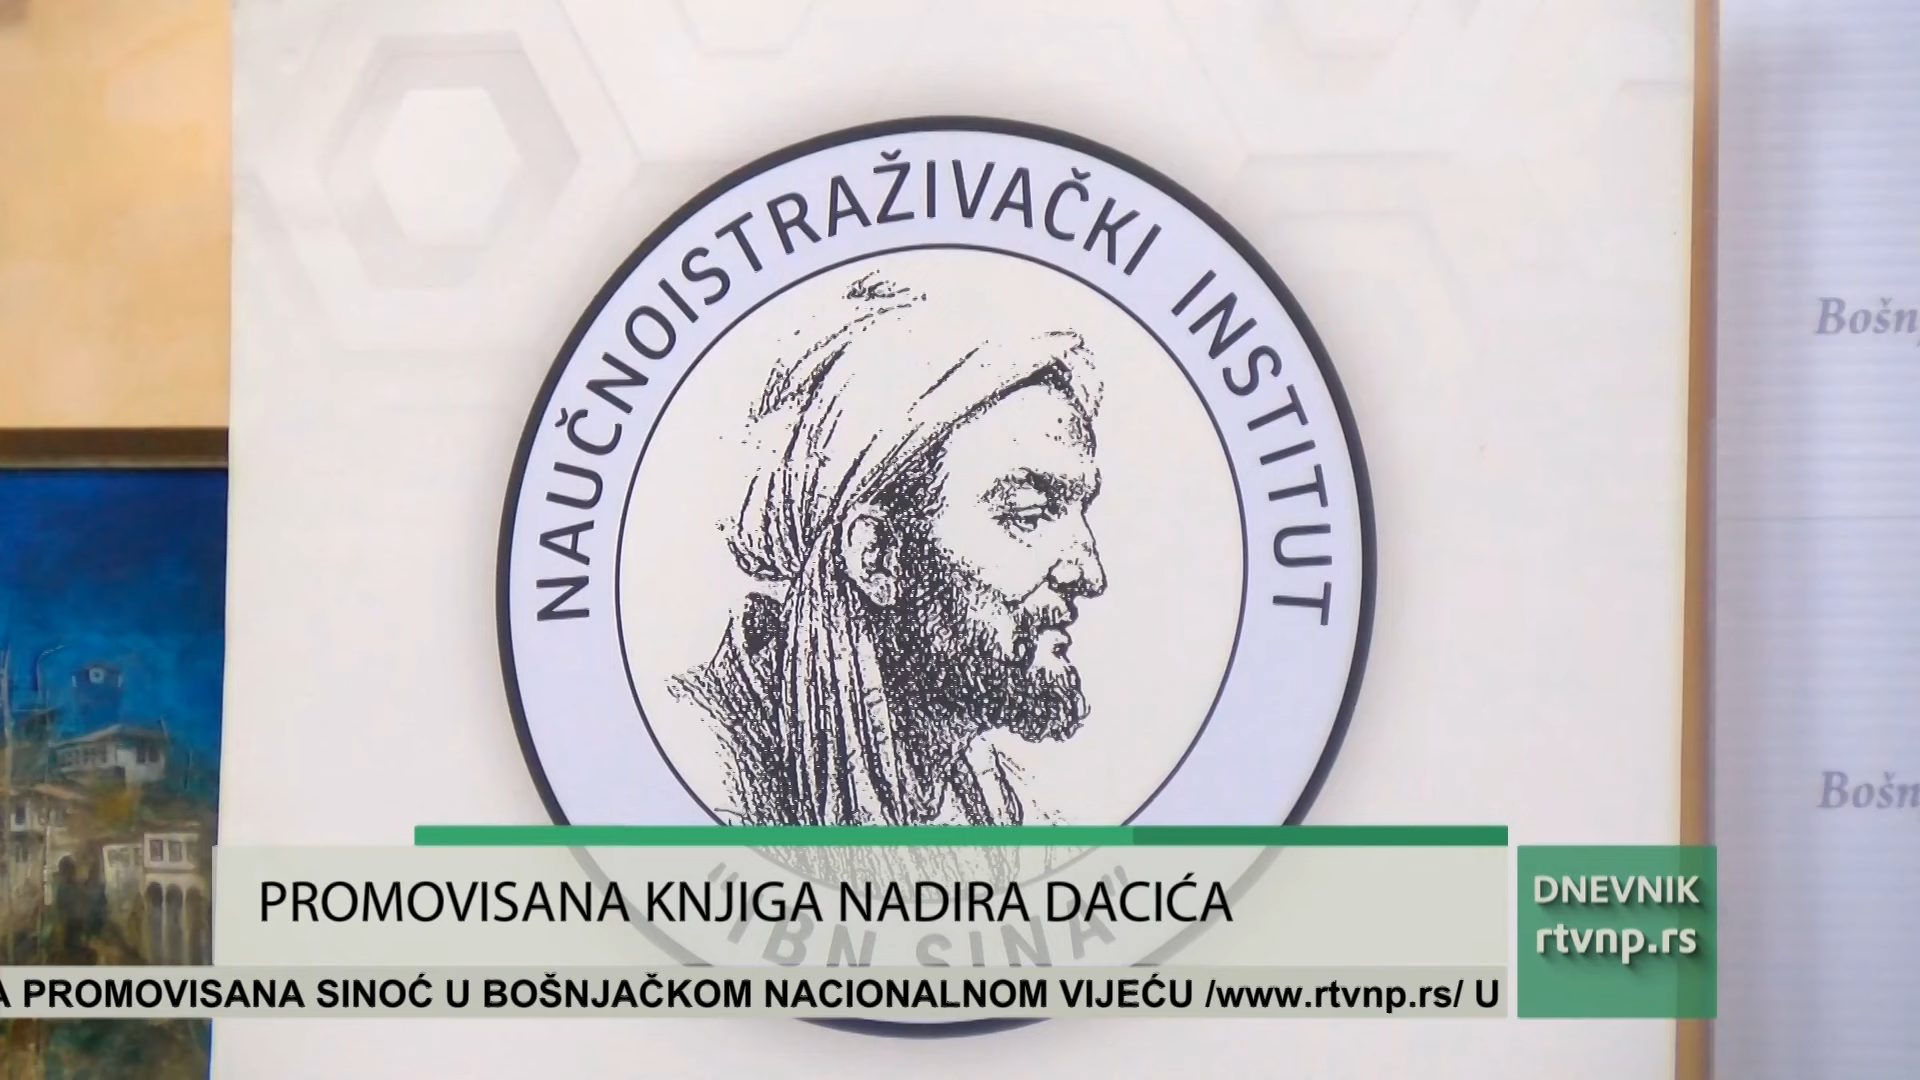 NAUČNOISTRAŽIVAČKI INSTITUT
"IBN SINA"
Bošnj
Bošn
PROMOVISANA KNJIGA NADIRA DACIĆA
DNEVNIK
rtvnp.rs
A PROMOVISANA SINOĆ U BOŠNJAČKOM NACIONALNOM VIJEĆU /www.rtvnp.rs/ U